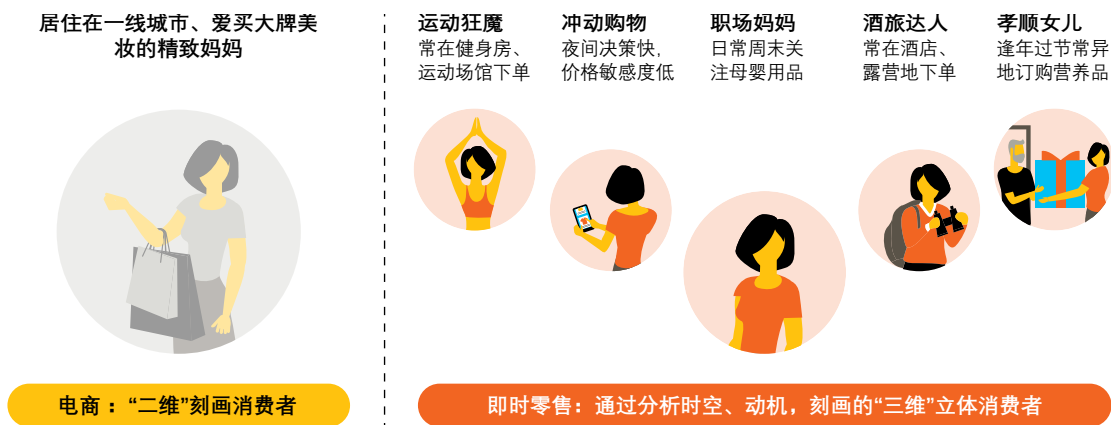 居住在一线城市、爱买大牌美
妆的精致妈妈
运动狂魔
常在健身房、
运动场馆下单
冲动购物
夜间决策快，
价格敏感度低
职场妈妈
日常周末关
注母婴用品
酒旅达人
常在酒店、
露营地下单
孝顺女儿
逢年过节常异
地订购营养品
电商：“二维”刻画消费者
即时零售：通过分析时空、动机，刻画的“三维”立体消费者